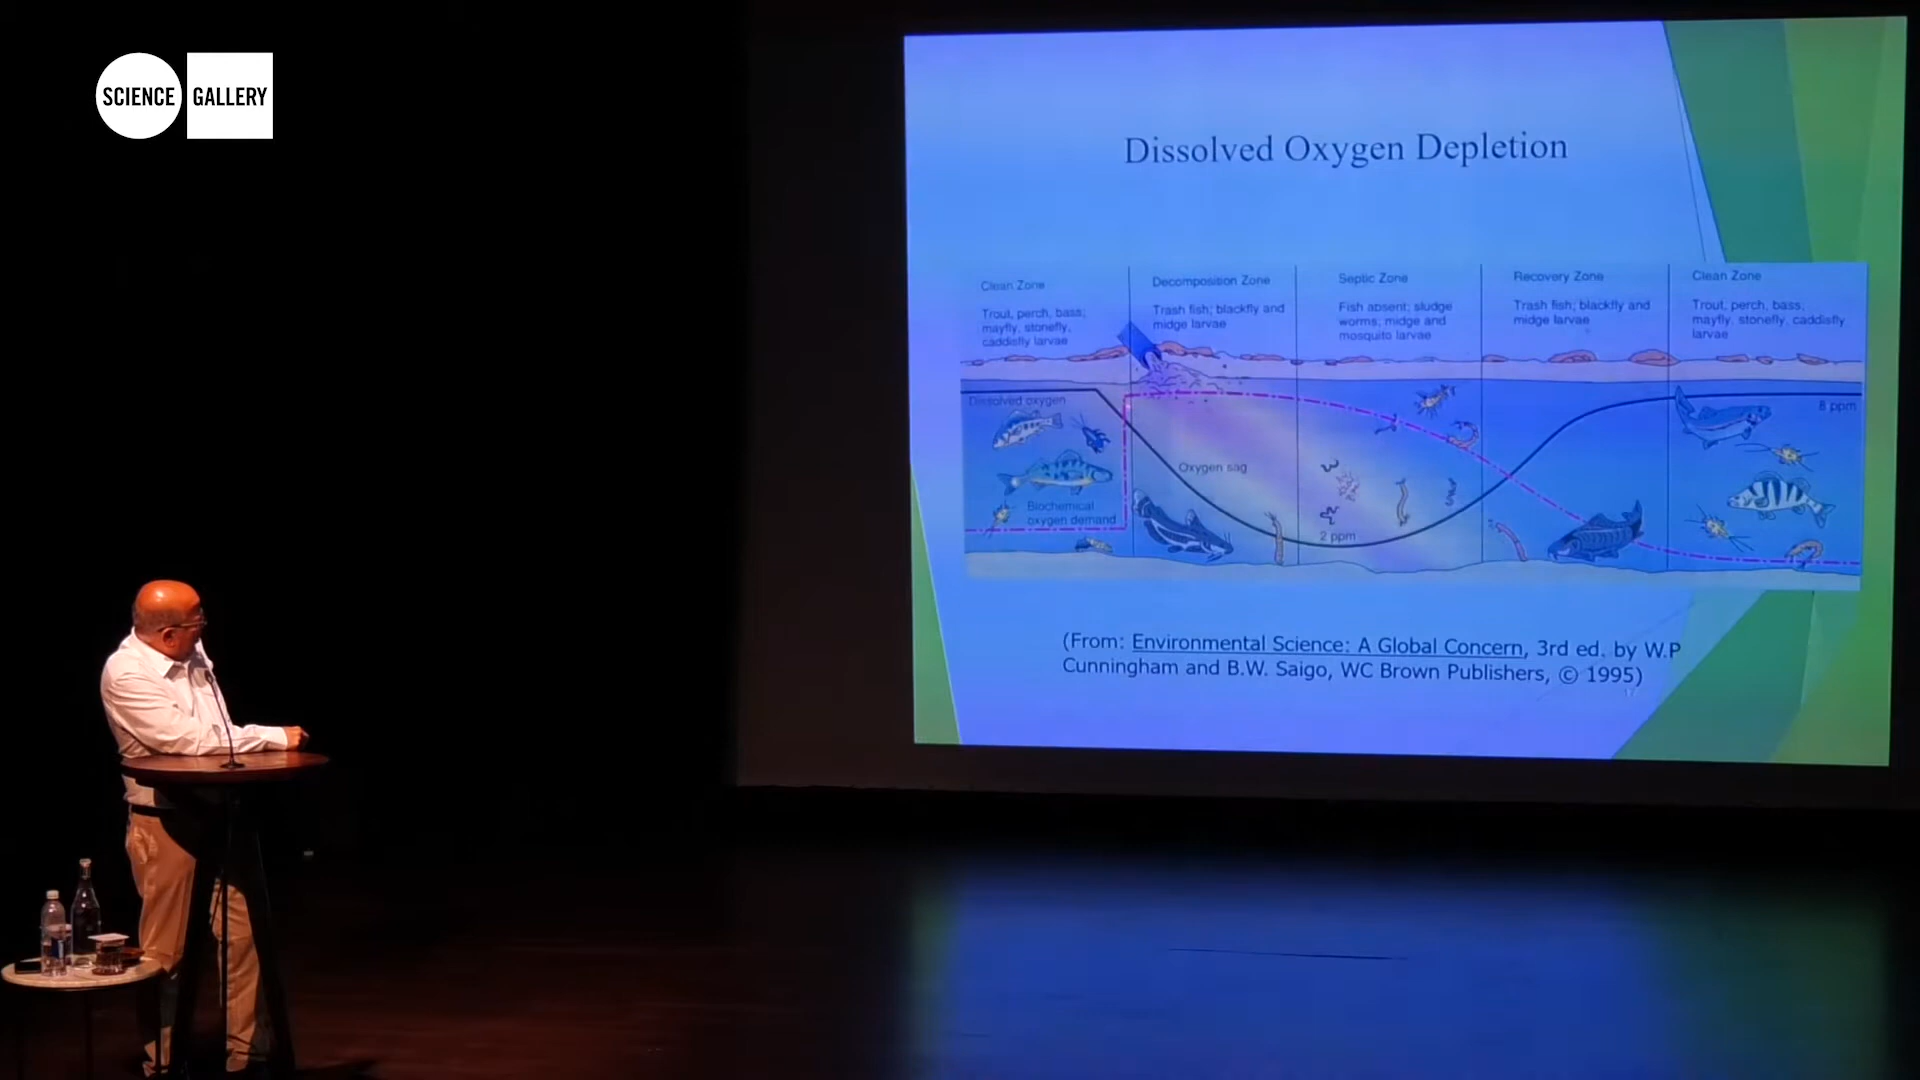 SCIENCE GALLERY
Dissolved Oxygen Depletion
Clean Zone
Trout, perch, bass;
mayfly, stonefly,
caddisfly larvae
Decomposition Zone
Trash fish; blackfly and
midge larvae
Septic Zone
Fish absent; sludge
worms; midge and
mosquito larvae
Recovery Zone
Trash fish; blackfly and
midge larvae
Clean Zone
Trout, perch, bass;
mayfly, stonefly, caddisfly
larvae
Dissolved oxygen
8 ppm
Oxygen sag
Biochemical
oxygen demand
2 ppm
(From: Environmental Science: A Global Concern, 3rd ed. by W.P
Cunningham and B.W. Saigo, WC Brown Publishers, © 1995)